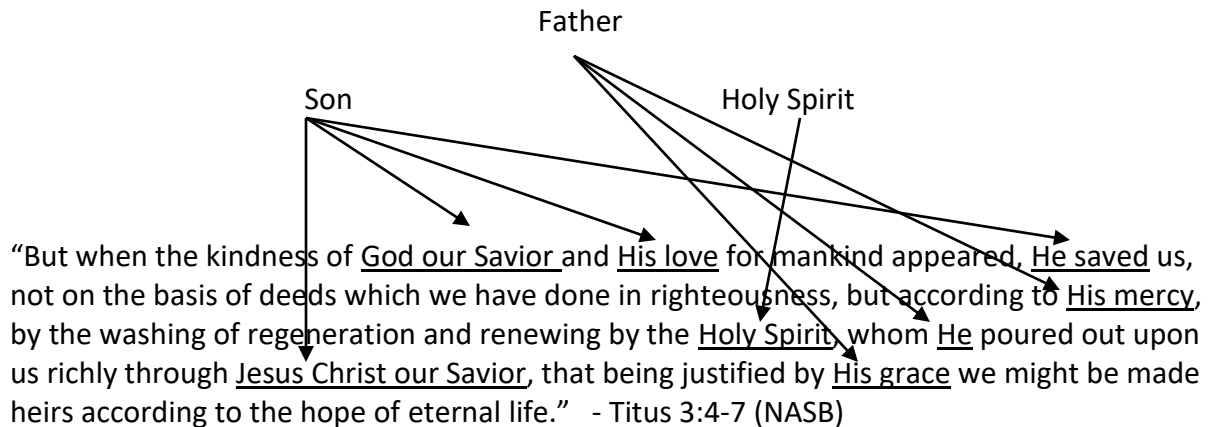 Father
Son Holy Spirit
“But when the kindness of God our Savior and His love for mankind appeared, He saved us,
not on the basis of deeds which we have done in righteousness, but according to His mercy,
by the washing of regeneration and renewing by the Holy Spirit, whom He poured out upon
us richly through Jesus Christ our Savior, that being justified by His grace we might be made
heirs according to the hope of eternal life.” - Titus 3:4-7 (NASB)